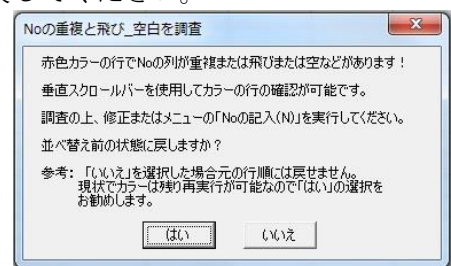 してください。
Noの重複と飛び_空白を調査
赤色カラーの行でNoの列が重複または飛びまたは空などがあります！
垂直スクロールバーを使用してカラーの行の確認が可能です。
調査の上、修正またはメニューの「Noの記入(N)」を実行してください。
並べ替え前の状態に戻しますか？
参考： 「いいえ」を選択した場合元の行順には戻せません。
現状でカラーは残り再実行が可能なので「はい」の選択を
お勧めします。
はい
いいえ